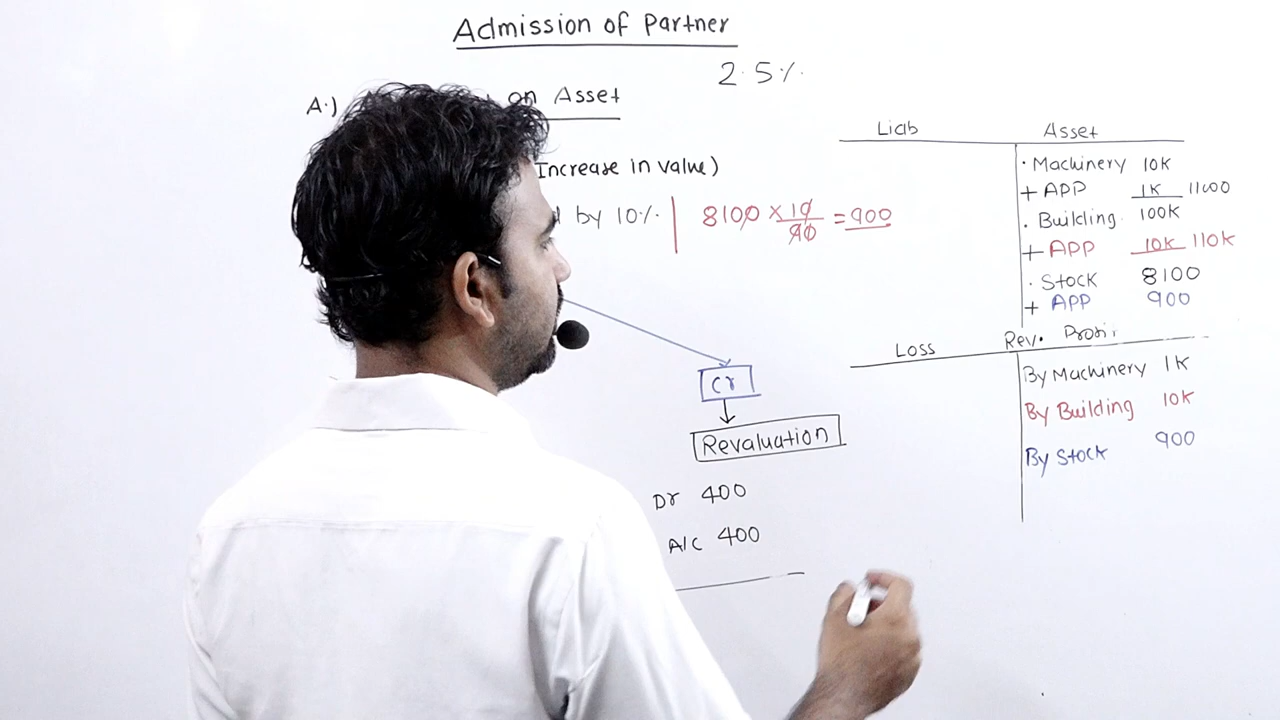 Admission of Partner
2.5%.
A.) on Asset
Increase in value)
by 10% | 8100 × 10/90 = 900
Cr
Revaluation
Dr 400
A/c 400
Liab Asset
· Machinery 10K
+ APP 1K 11000
· Building 100K
+ APP 10K 110K
· Stock 8100
+ APP 900
Rev.
Loss Profit
By Machinery 1K
By Building 10K
By Stock 900